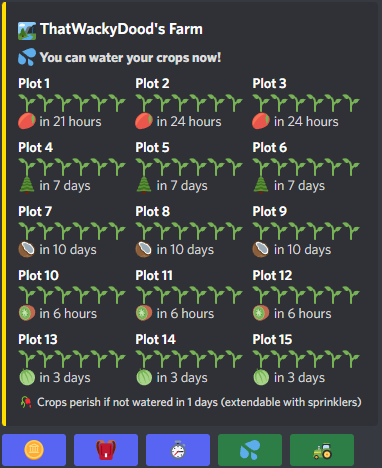 ThatWackyDood's Farm
You can water your crops now!
Plot 1 Plot 2 Plot 3
in 21 hours in 24 hours in 24 hours
Plot 4 Plot 5 Plot 6
in 7 days in 7 days in 7 days
Plot 7 Plot 8 Plot 9
in 10 days in 10 days in 10 days
Plot 10 Plot 11 Plot 12
in 6 hours in 6 hours in 6 hours
Plot 13 Plot 14 Plot 15
in 3 days in 3 days in 3 days
Crops perish if not watered in 1 days (extendable with sprinklers)